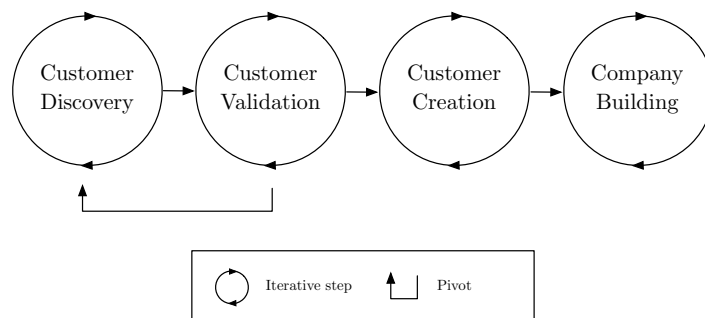 Customer
Discovery
Customer
Validation
Customer
Creation
Company
Building
Iterative step
Pivot